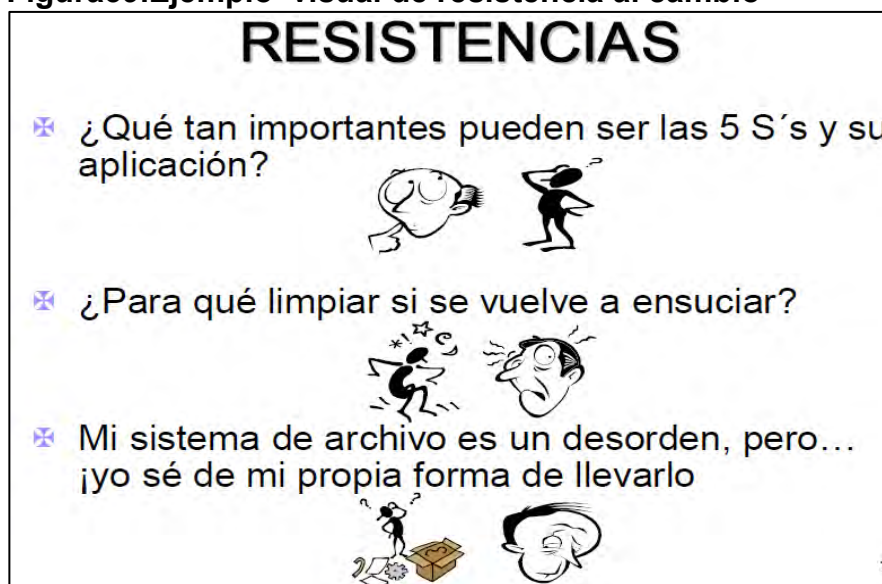 RESISTENCIAS
¿Qué tan importantes pueden ser las 5 S´s y su
aplicación?
¿Para qué limpiar si se vuelve a ensuciar?
Mi sistema de archivo es un desorden, pero…
¡yo sé de mi propia forma de llevarlo